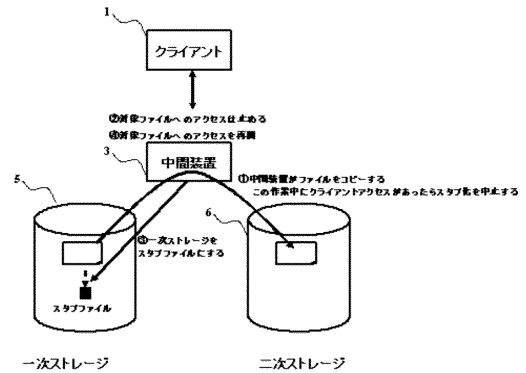 1
クライアント
②対像ファイルへのアクセスは止める
④対像ファイルへのアクセスを再開
3
中間装置
①中間装置がファイルをコピーする
この作業中にクライアントアクセスがあったらスタブ化を中止する
5
6
③一次ストレージを
スタブファイルにする
スタブファイル
一次ストレージ
二次ストレージ